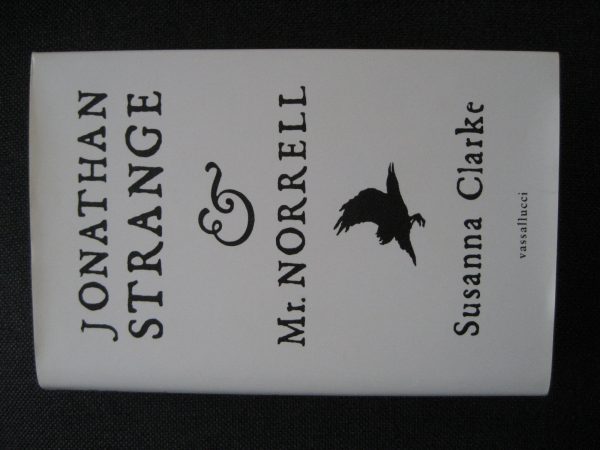 JONATHAN
STRANGE
&
Mr. NORRELL
Susanna Clarke
vassallucci